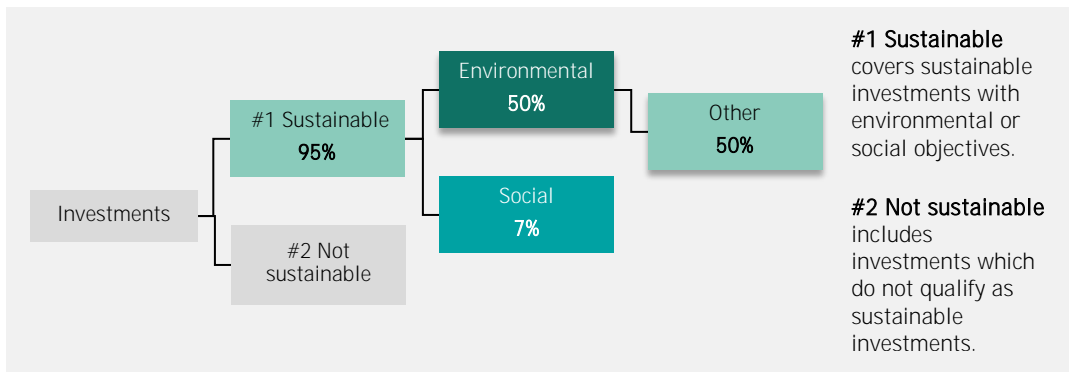 Investments
#1 Sustainable
95%
#2 Not
sustainable
Environmental
50%
Social
7%
Other
50%
#1 Sustainable
covers sustainable
investments with
environmental or
social objectives.
#2 Not sustainable
includes
investments which
do not qualify as
sustainable
investments.